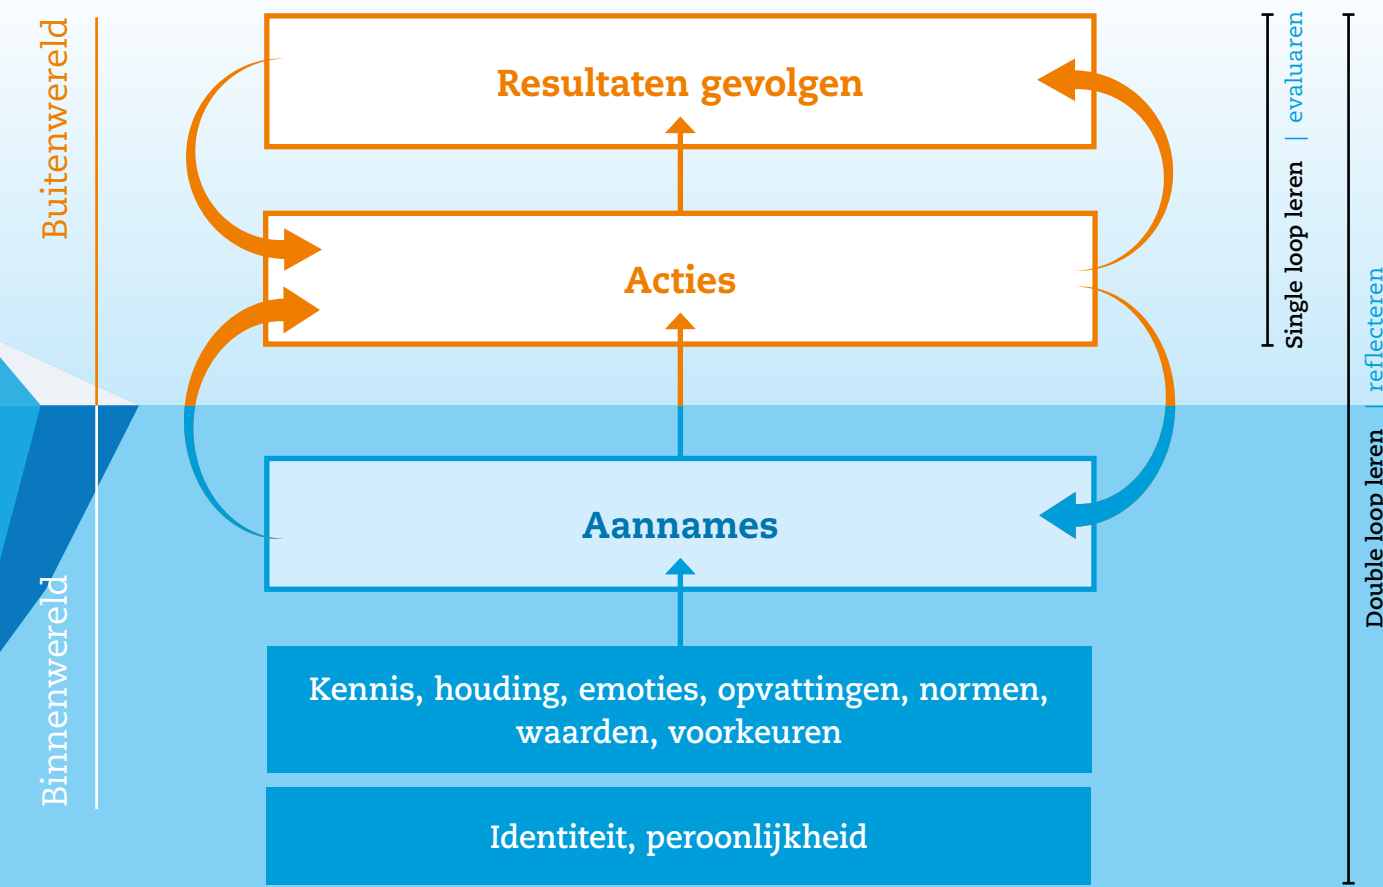 Buitenwereld
Resultaten gevolgen
Acties
Single loop leren | evaluaren
Binnenwereld
Aannames
Kennis, houding, emoties, opvattingen, normen,
waarden, voorkeuren
Identiteit, peroonlijkheid
Double loop leren | reflecteren